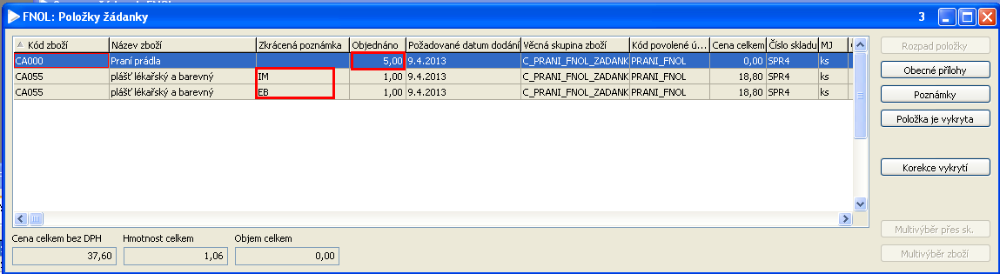 FNOL: Položky žádanky 3
Kód zboží Název zboží Zkrácená poznámka Objednáno Požadované datum dodání Věcná skupina zboží Kód povolené ú... Cena celkem Číslo skladu MJ
CA000 Praní prádla 5,00 9.4.2013 C_PRANI_FNOL_ZADANK PRANI_FNOL 0,00 SPR4 ks
CA055 plášť lékařský a barevný IM 1,00 9.4.2013 C_PRANI_FNOL_ZADANK PRANI_FNOL 18,80 SPR4 ks
CA055 plášť lékařský a barevný EB 1,00 9.4.2013 C_PRANI_FNOL_ZADANK PRANI_FNOL 18,80 SPR4 ks
Rozpad položky
Obecné přílohy
Poznámky
Položka je vykryta
Korekce vykrytí
Multivýběr přes sk.
Multivýběr zboží
Cena celkem bez DPH Hmotnost celkem Objem celkem
37,60 1,06 0,00